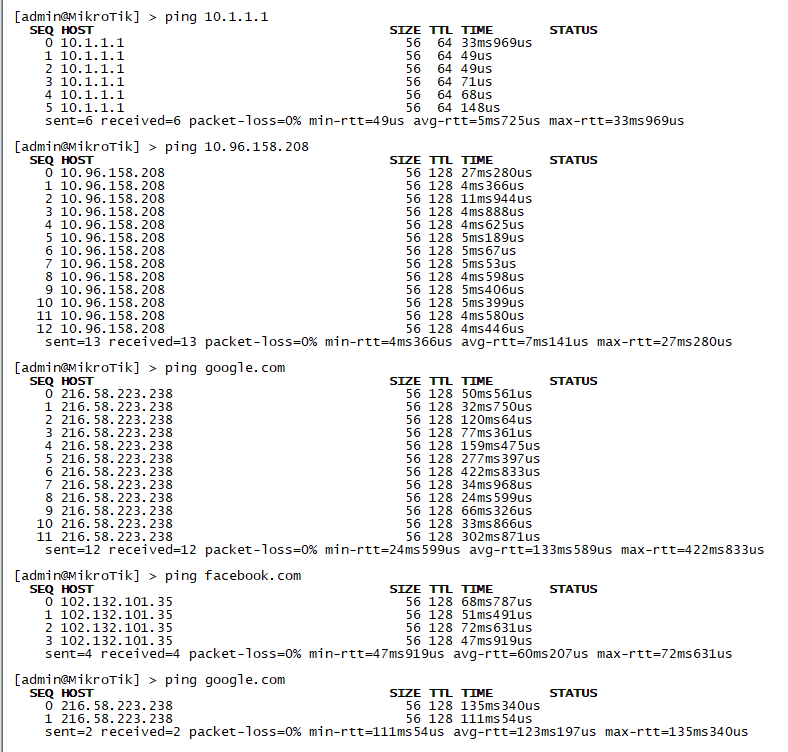 [admin@MikroTik] > ping 10.1.1.1
SEQ HOST SIZE TTL TIME STATUS
0 10.1.1.1 56 64 33ms969us
1 10.1.1.1 56 64 49us
2 10.1.1.1 56 64 49us
3 10.1.1.1 56 64 71us
4 10.1.1.1 56 64 68us
5 10.1.1.1 56 64 148us
sent=6 received=6 packet-loss=0% min-rtt=49us avg-rtt=5ms725us max-rtt=33ms969us
[admin@MikroTik] > ping 10.96.158.208
SEQ HOST SIZE TTL TIME STATUS
0 10.96.158.208 56 128 27ms280us
1 10.96.158.208 56 128 4ms366us
2 10.96.158.208 56 128 11ms944us
3 10.96.158.208 56 128 4ms888us
4 10.96.158.208 56 128 4ms625us
5 10.96.158.208 56 128 5ms189us
6 10.96.158.208 56 128 5ms67us
7 10.96.158.208 56 128 5ms53us
8 10.96.158.208 56 128 4ms598us
9 10.96.158.208 56 128 5ms406us
10 10.96.158.208 56 128 5ms399us
11 10.96.158.208 56 128 4ms580us
12 10.96.158.208 56 128 4ms446us
sent=13 received=13 packet-loss=0% min-rtt=4ms366us avg-rtt=7ms141us max-rtt=27ms280us
[admin@MikroTik] > ping google.com
SEQ HOST SIZE TTL TIME STATUS
0 216.58.223.238 56 128 50ms561us
1 216.58.223.238 56 128 32ms750us
2 216.58.223.238 56 128 120ms64us
3 216.58.223.238 56 128 77ms361us
4 216.58.223.238 56 128 159ms475us
5 216.58.223.238 56 128 277ms397us
6 216.58.223.238 56 128 422ms833us
7 216.58.223.238 56 128 34ms968us
8 216.58.223.238 56 128 24ms599us
9 216.58.223.238 56 128 66ms326us
10 216.58.223.238 56 128 33ms866us
11 216.58.223.238 56 128 302ms871us
sent=12 received=12 packet-loss=0% min-rtt=24ms599us avg-rtt=133ms589us max-rtt=422ms833us
[admin@MikroTik] > ping facebook.com
SEQ HOST SIZE TTL TIME STATUS
0 102.132.101.35 56 128 68ms787us
1 102.132.101.35 56 128 51ms491us
2 102.132.101.35 56 128 72ms631us
3 102.132.101.35 56 128 47ms919us
sent=4 received=4 packet-loss=0% min-rtt=47ms919us avg-rtt=60ms207us max-rtt=72ms631us
[admin@MikroTik] > ping google.com
SEQ HOST SIZE TTL TIME STATUS
0 216.58.223.238 56 128 135ms340us
1 216.58.223.238 56 128 111ms54us
sent=2 received=2 packet-loss=0% min-rtt=111ms54us avg-rtt=123ms197us max-rtt=135ms340us